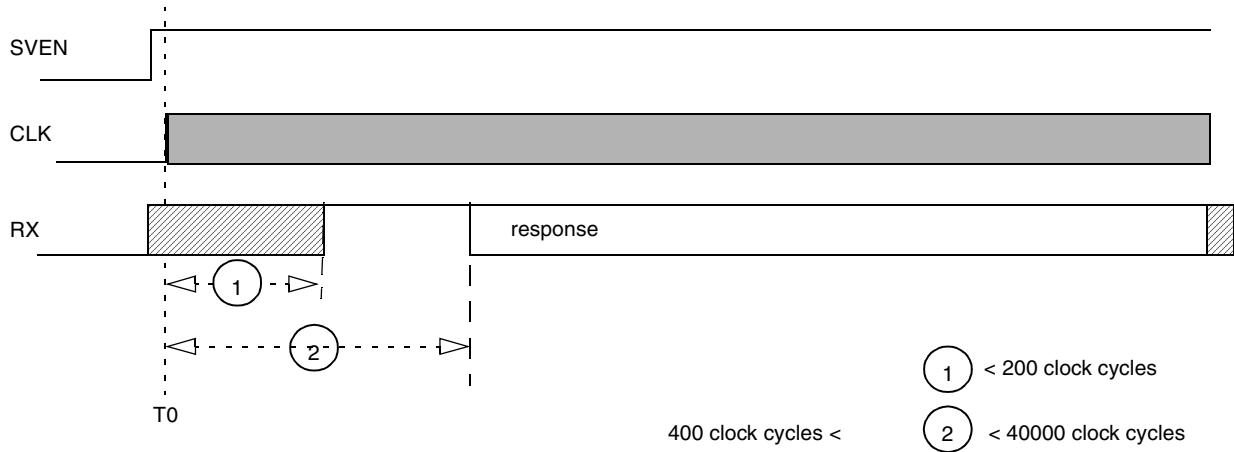 SVEN
CLK
RX
response
1
2
T0
1 < 200 clock cycles
400 clock cycles < 2 < 40000 clock cycles